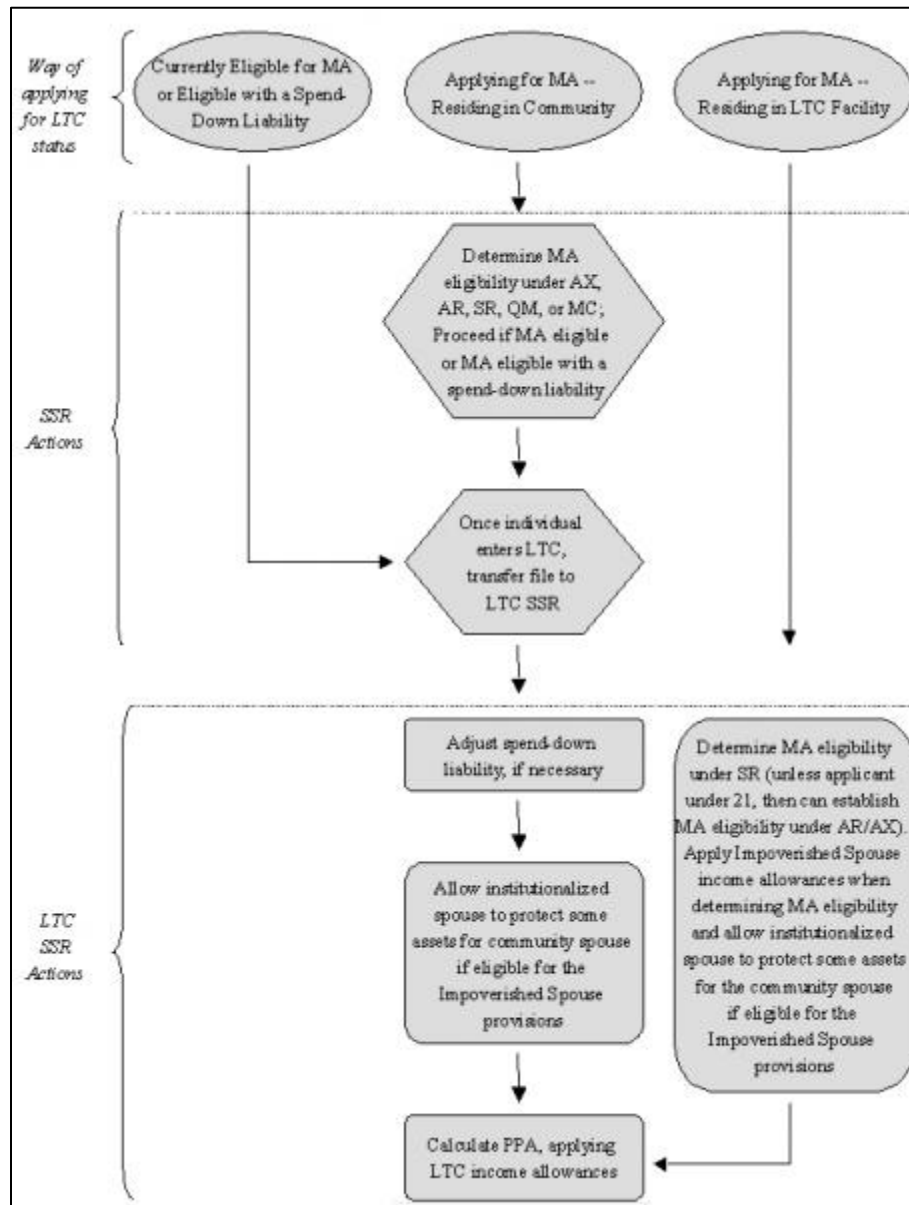 Way of
applying
for LTC
status
Currently Eligible for MA
or Eligible with a Spend-
Down Liability
Applying for MA --
Residing in Community
Applying for MA --
Residing in LTC Facility
SSR
Actions
Determine MA
eligibility under AX,
AR, SR, QM, or MC;
Proceed if MA eligible
or MA eligible with a
spend-down liability
Once individual
enters LTC,
transfer file to
LTC SSR
LTC
SSR
Actions
Adjust spend-down
liability, if necessary
Allow institutionalized
spouse to protect some
assets for community spouse
if eligible for the
Impoverished Spouse
provisions
Determine MA eligibility
under SR (unless applicant
under 21, then can establish
MA eligibility under AR/AX).
Apply Impoverished Spouse
income allowances when
determining MA eligibility
and allow institutionalized
spouse to protect some assets
for the community spouse
if eligible for the
Impoverished Spouse
provisions
Calculate PPA, applying
LTC income allowances